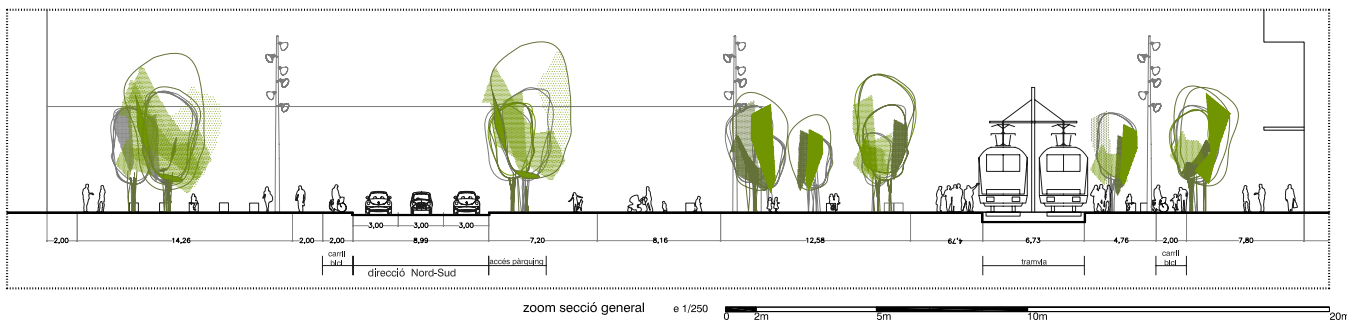 3,00 3,00 3,00
2,00 14,26 2,00 2,00 8,99 7,20 8,16 12,58 4,79 6,73 4,76 2,00 7,80
carril
bici
direcció Nord-Sud
accés pàrquing
tramvia
carril
bici
zoom secció general e 1/250
0 2m 5m 10m 20m